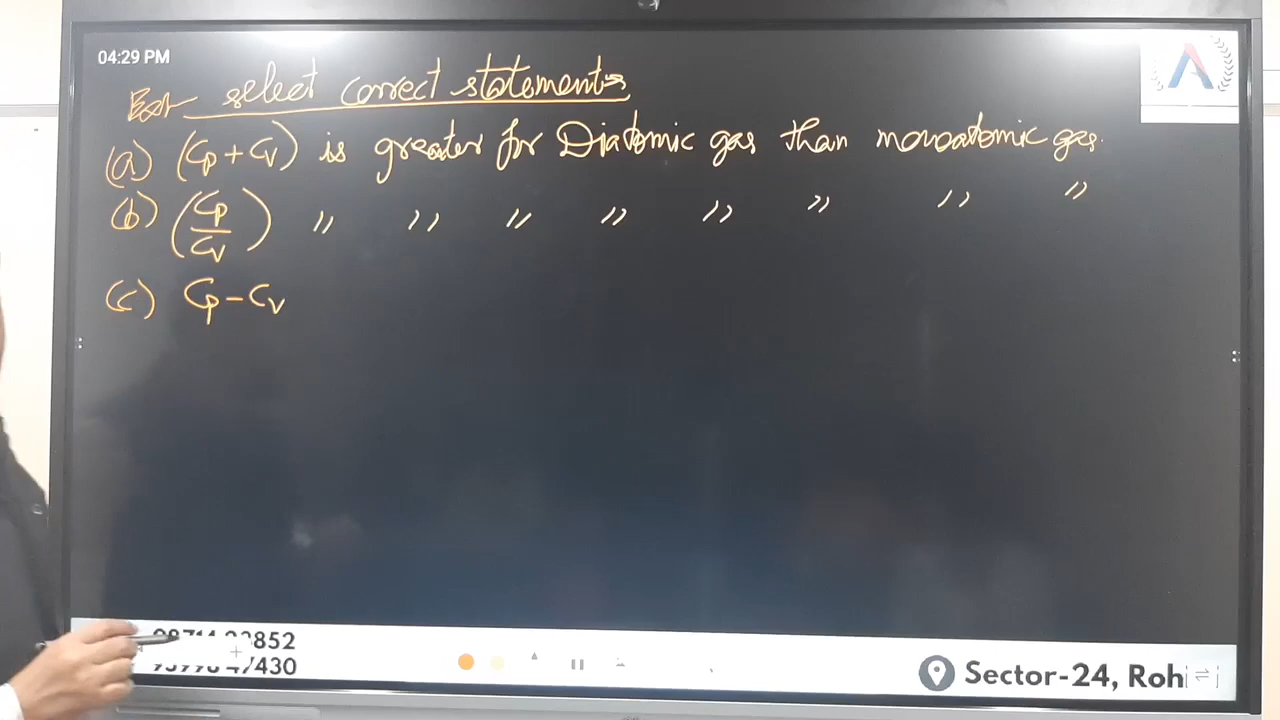 04:29 PM
select correct statements
(a) (Cp + Cv) is greater for Diatomic gas than monoatomic gas.
(b) (Cp/Cv) " " " " " " " "
(c) Cp - Cv
852
430
Sector-24, Roh